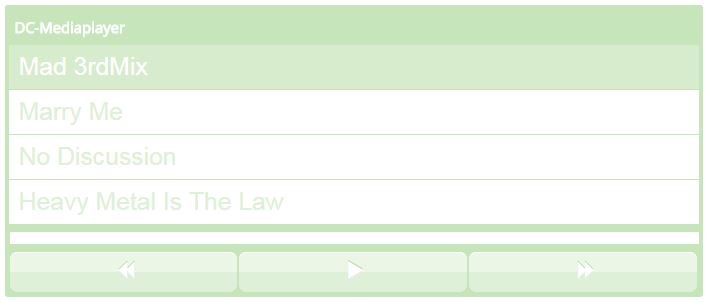 DC-Mediaplayer
Mad 3rdMix
Marry Me
No Discussion
Heavy Metal Is The Law